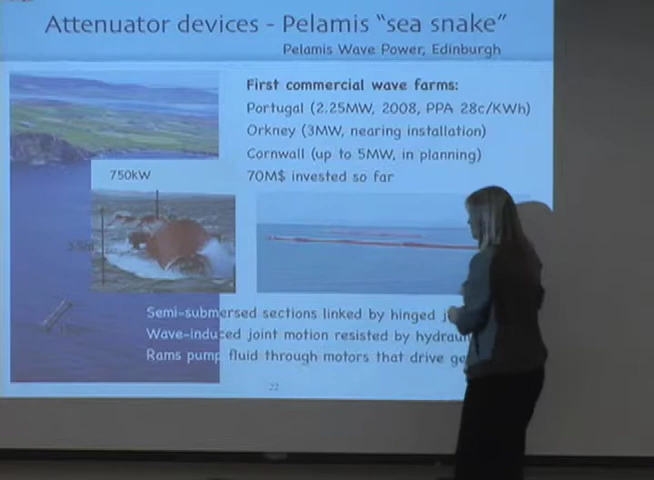 Attenuator devices - Pelamis "sea snake"
Pelamis Wave Power, Edinburgh
First commercial wave farms:
Portugal (2.25MW, 2008, PPA 28c/KWh)
Orkney (3MW, nearing installation)
Cornwall (up to 5MW, in planning)
750kW
70M$ invested so far
Semi-submersed sections linked by hinged
Wave-induced joint motion resisted by
Rams pump fluid through motors that drive
22